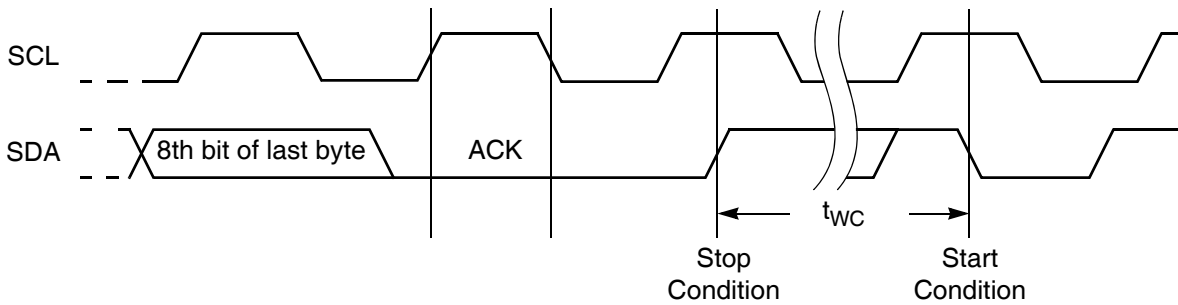 SCL
SDA
8th bit of last byte
ACK
tWC
Stop
Condition
Start
Condition